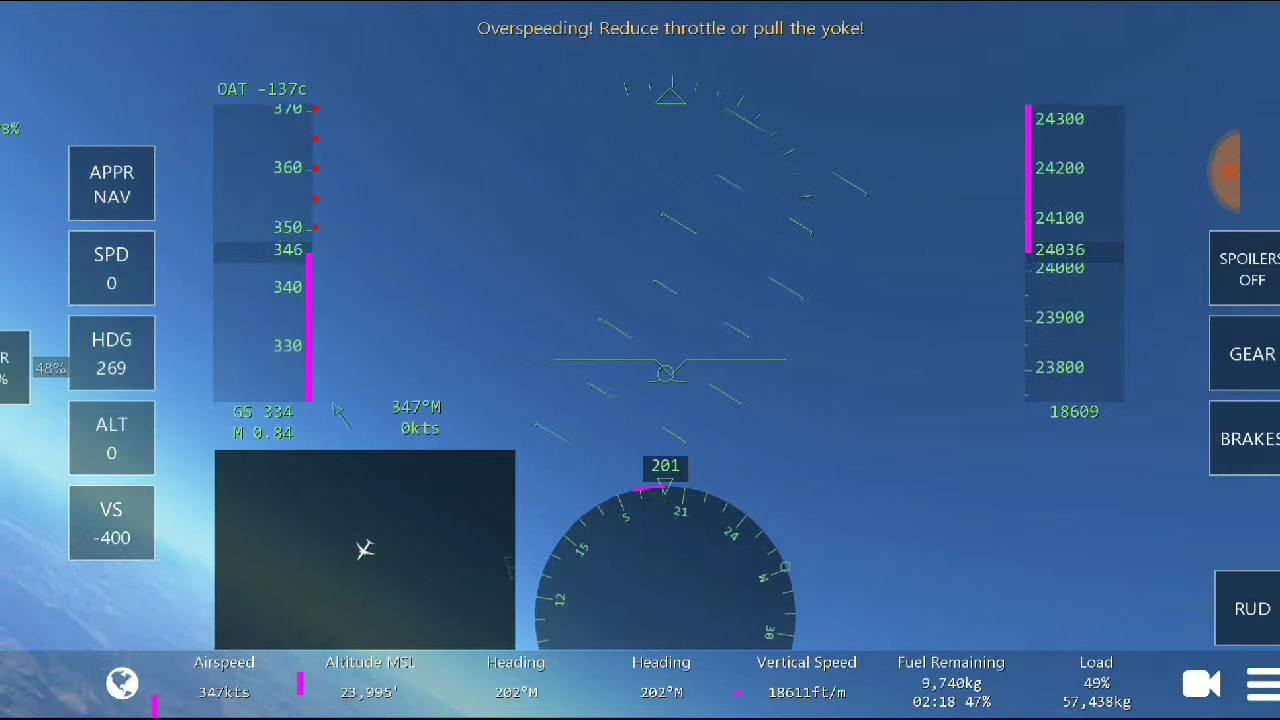 Overspeeding! Reduce throttle or pull the yoke!
OAT -137c
8%
370
360
350
346
340
330
GS 334
M 0.84
347°M
0kts
APPR
NAV
SPD
0
HDG
269
ALT
0
VS
-400
R
%
48%
24300
24200
24100
24036
24000
23900
23800
18609
SPOILERS
OFF
GEAR
BRAKES
RUD
201
5
21
24
15
W
12
30
Airspeed
347kts
Altitude MSL
23,995'
Heading
202°M
Heading
202°M
Vertical Speed
18611ft/m
Fuel Remaining
9,740kg
02:18 47%
Load
49%
57,438kg